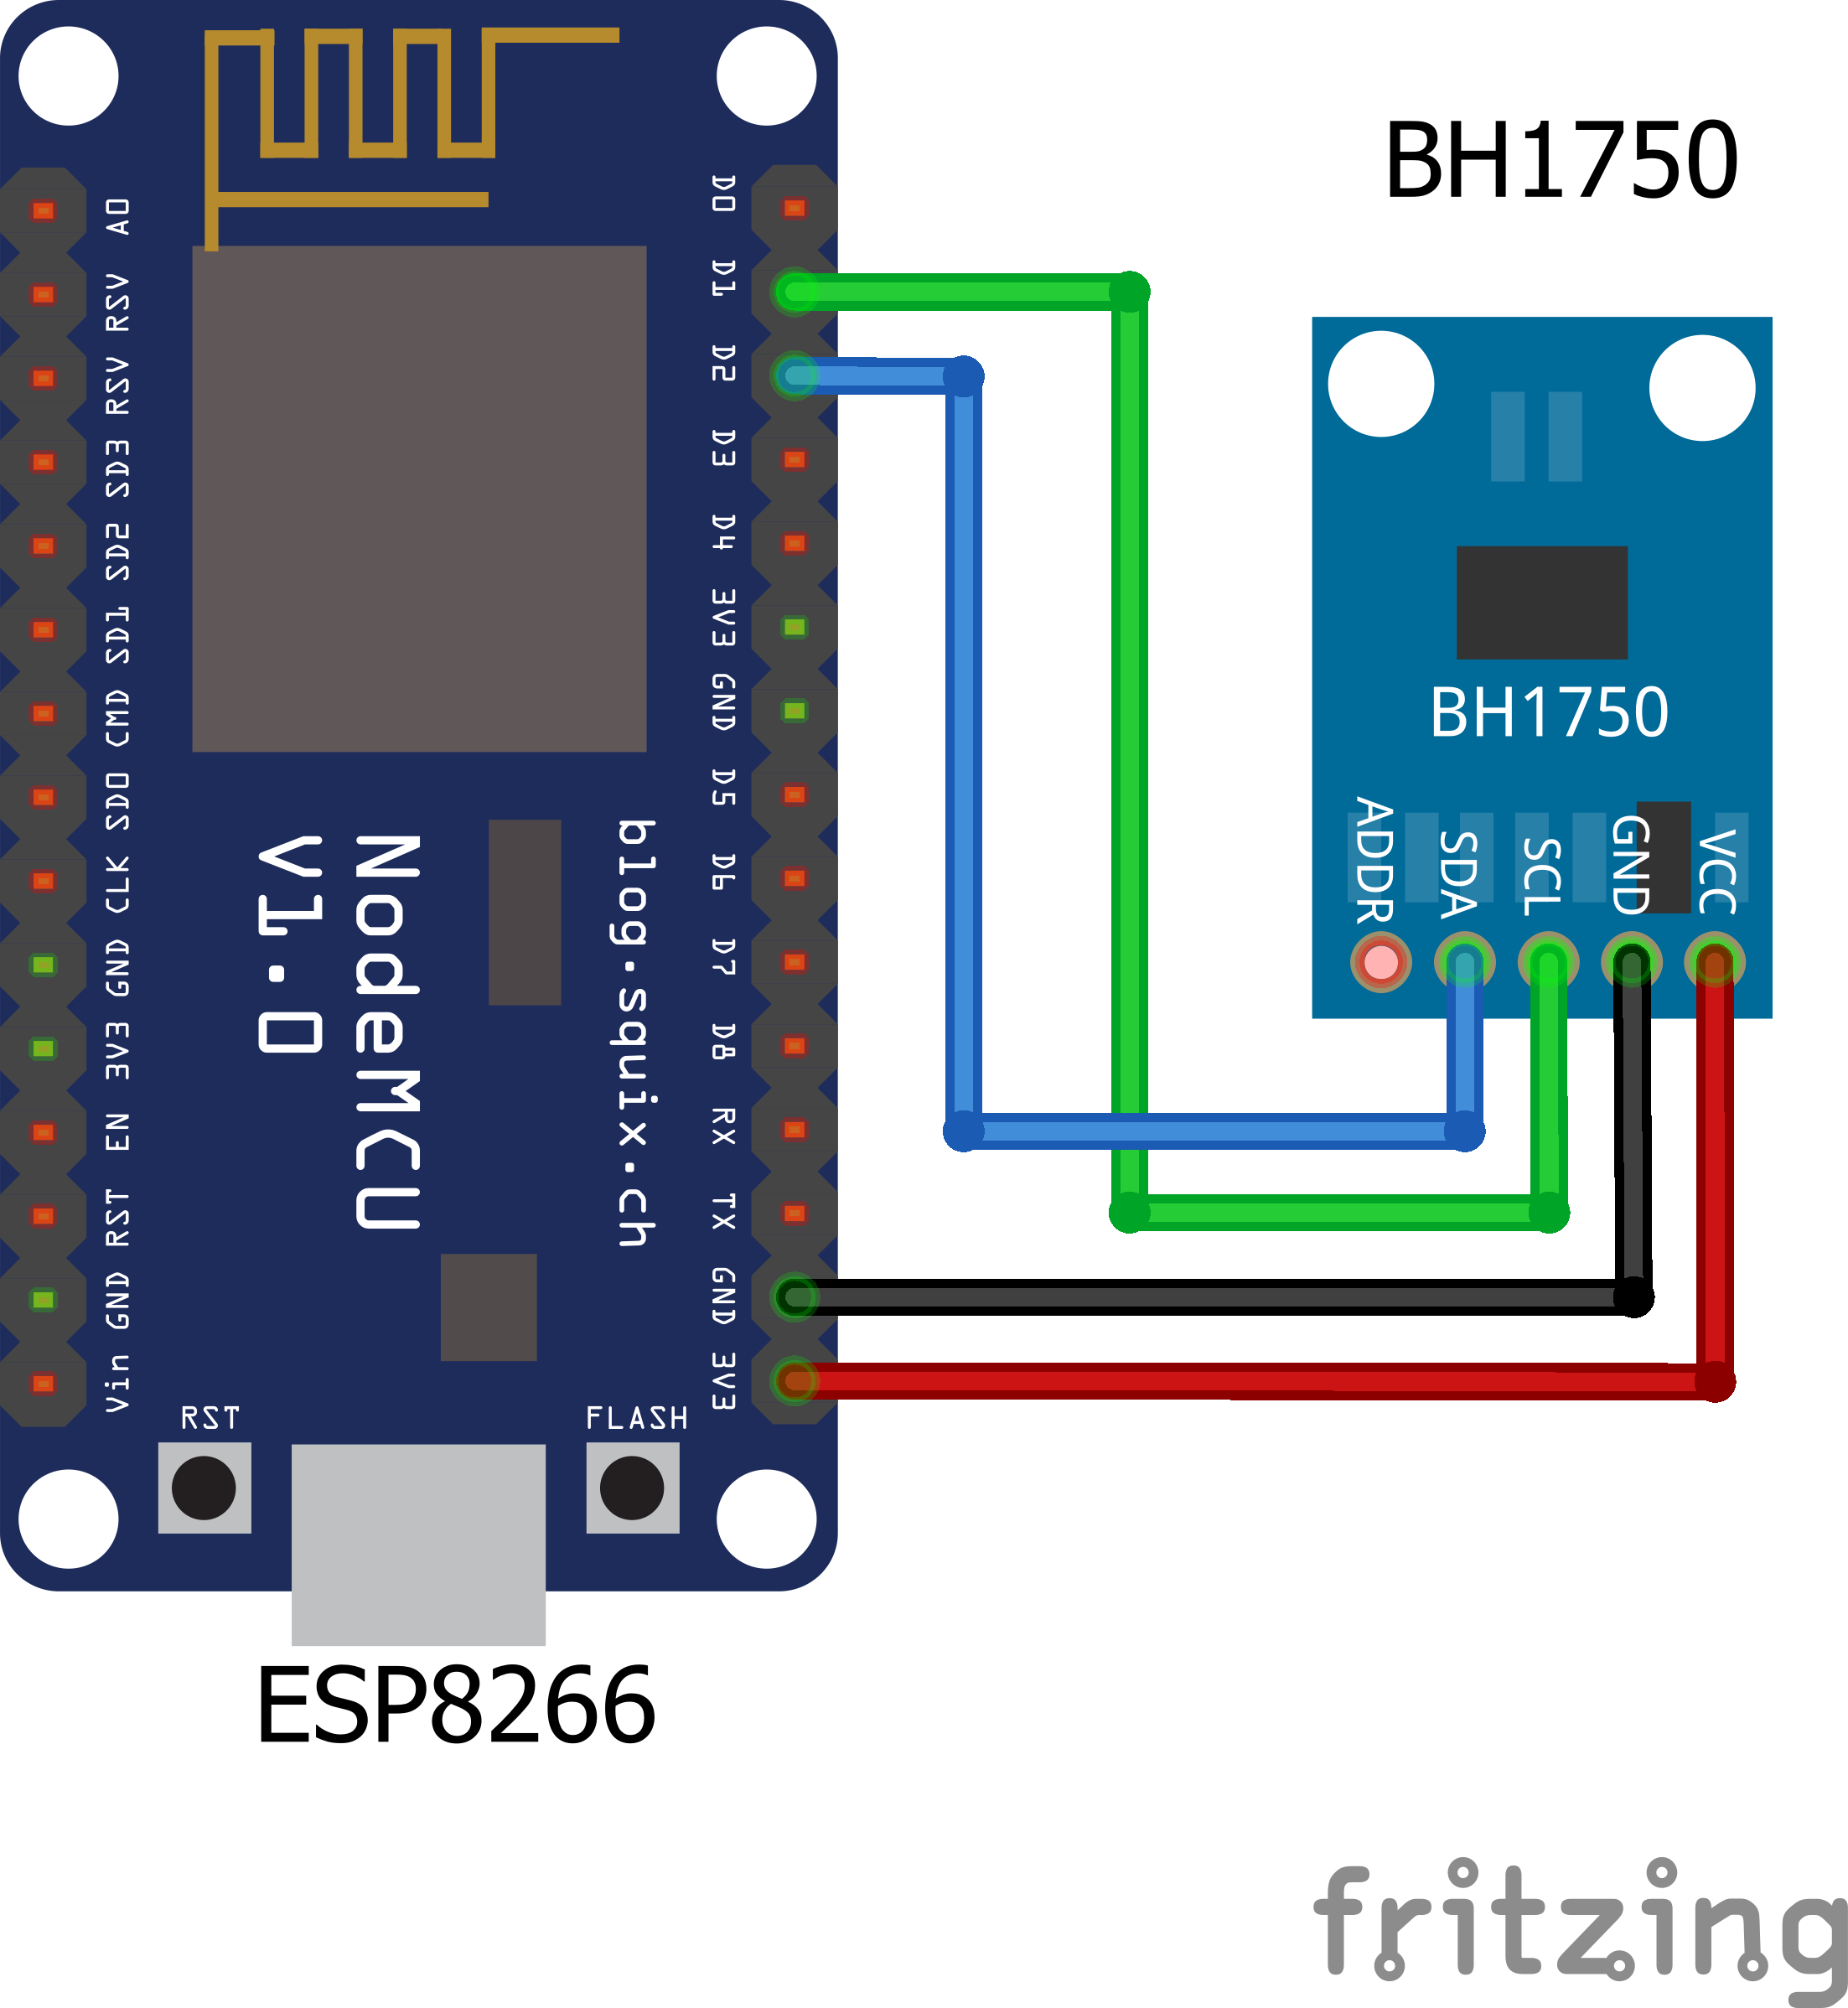 BH1750
A0
RSV
RSV
SD3
SD2
SD1
CMD
SD0
CLK
GND
3V3
EN
RST
GND
Vin
D0
D1
D2
D3
D4
3V3
GND
D5
D6
D7
D8
RX
TX
GND
3V3
blog.squix.ch
NodeMCU
V1.0
RST
FLASH
BH1750
ADDR
SDA
SCL
GND
VCC
ESP8266
fritzing